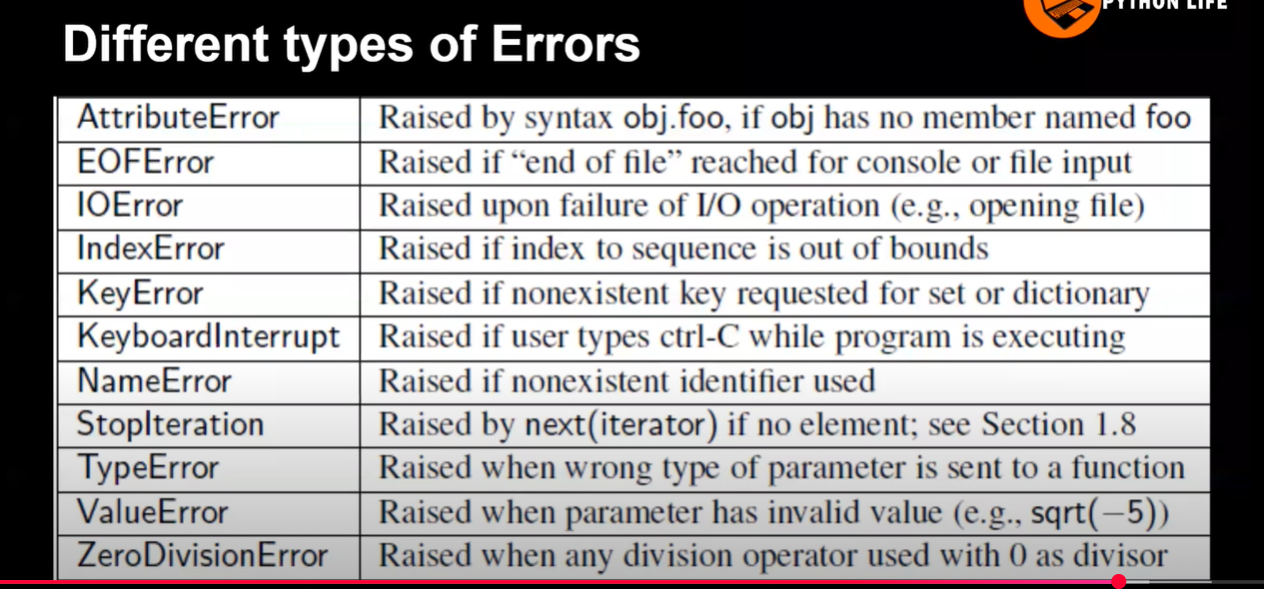 PYTHON LIFE
Different types of Errors
AttributeError Raised by syntax obj.foo, if obj has no member named foo
EOFError Raised if “end of file” reached for console or file input
IOError Raised upon failure of I/O operation (e.g., opening file)
IndexError Raised if index to sequence is out of bounds
KeyError Raised if nonexistent key requested for set or dictionary
KeyboardInterrupt Raised if user types ctrl-C while program is executing
NameError Raised if nonexistent identifier used
StopIteration Raised by next(iterator) if no element; see Section 1.8
TypeError Raised when wrong type of parameter is sent to a function
ValueError Raised when parameter has invalid value (e.g., sqrt(−5))
ZeroDivisionError Raised when any division operator used with 0 as divisor